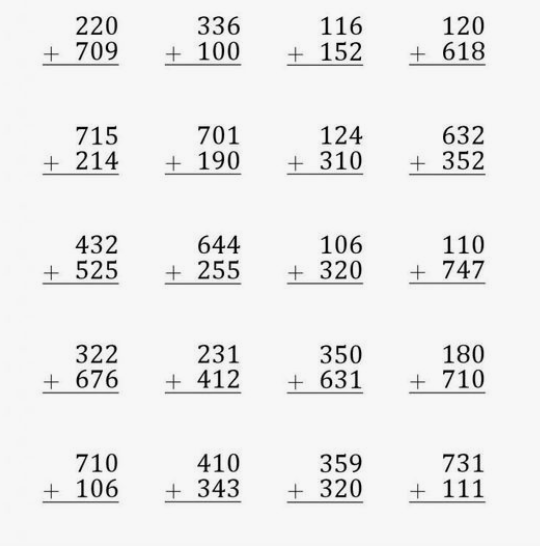 220 336 116 120
+ 709 + 100 + 152 + 618
715 701 124 632
+ 214 + 190 + 310 + 352
432 644 106 110
+ 525 + 255 + 320 + 747
322 231 350 180
+ 676 + 412 + 631 + 710
710 410 359 731
+ 106 + 343 + 320 + 111